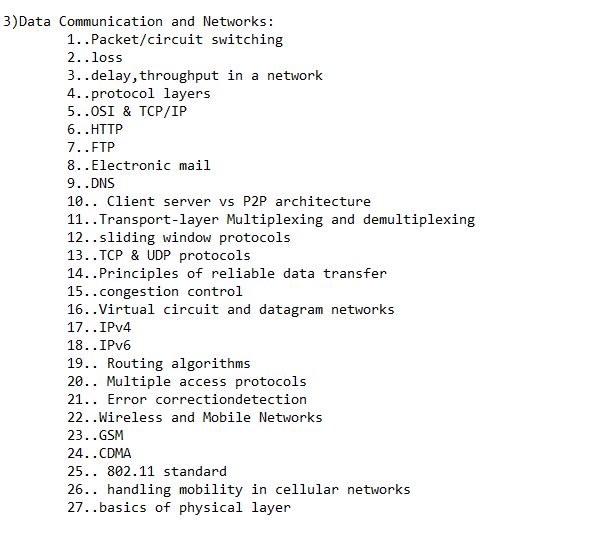 3)Data Communication and Networks:
1..Packet/circuit switching
2..loss
3..delay,throughput in a network
4..protocol layers
5..OSI & TCP/IP
6..HTTP
7..FTP
8..Electronic mail
9..DNS
10.. Client server vs P2P architecture
11..Transport-layer Multiplexing and demultiplexing
12..sliding window protocols
13..TCP & UDP protocols
14..Principles of reliable data transfer
15..congestion control
16..Virtual circuit and datagram networks
17..IPv4
18..IPv6
19.. Routing algorithms
20.. Multiple access protocols
21.. Error correctiondetection
22..Wireless and Mobile Networks
23..GSM
24..CDMA
25.. 802.11 standard
26.. handling mobility in cellular networks
27..basics of physical layer